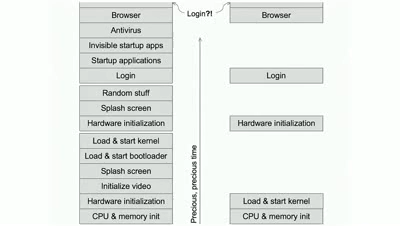 Login?!
Browser
Antivirus
Invisible startup apps
Startup applications
Login
Random stuff
Splash screen
Hardware initialization
Load & start kernel
Load & start bootloader
Splash screen
Initialize video
Hardware initialization
CPU & memory init
Precious, precious time
Browser
Login
Hardware initialization
Load & start kernel
CPU & memory init